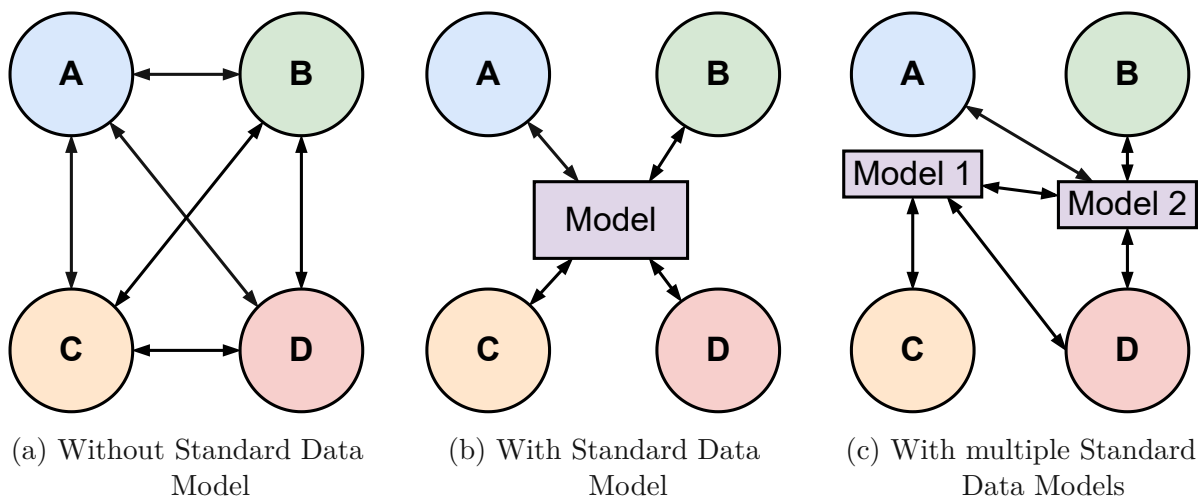 A
B
C
D
(a) Without Standard Data
Model
A
B
Model
C
D
(b) With Standard Data
Model
A
B
Model 1
Model 2
C
D
(c) With multiple Standard
Data Models